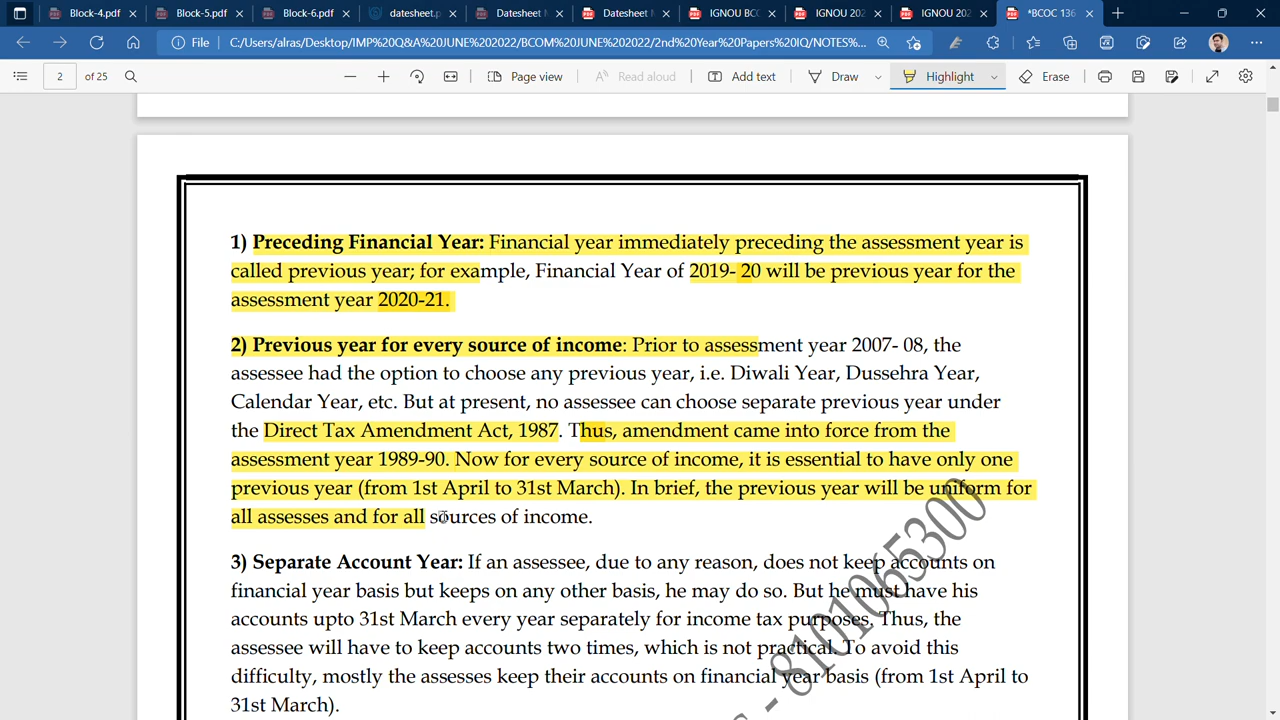 Block-4.pdf
Block-5.pdf
Block-6.pdf
datesheet.p
Datesheet M
Datesheet M
IGNOU BCC
IGNOU 202
IGNOU 202
*BCOC 136
File C:/Users/alras/Desktop/IMP%20Q&A%20JUNE%202022/BCOM%20JUNE%202022/2nd%20Year%20Papers%20IQ/NOTES%...
2 of 25 Page view Read aloud Add text Draw Highlight Erase
1) Preceding Financial Year: Financial year immediately preceding the assessment year is
called previous year; for example, Financial Year of 2019- 20 will be previous year for the
assessment year 2020-21.
2) Previous year for every source of income: Prior to assessment year 2007- 08, the
assessee had the option to choose any previous year, i.e. Diwali Year, Dussehra Year,
Calendar Year, etc. But at present, no assessee can choose separate previous year under
the Direct Tax Amendment Act, 1987. Thus, amendment came into force from the
assessment year 1989-90. Now for every source of income, it is essential to have only one
previous year (from 1st April to 31st March). In brief, the previous year will be uniform for
all assesses and for all sources of income.
3) Separate Account Year: If an assessee, due to any reason, does not keep accounts on
financial year basis but keeps on any other basis, he may do so. But he must have his
accounts upto 31st March every year separately for income tax purposes. Thus, the
assessee will have to keep accounts two times, which is not practical. To avoid this
difficulty, mostly the assesses keep their accounts on financial year basis (from 1st April to
31st March).
- 8101065300